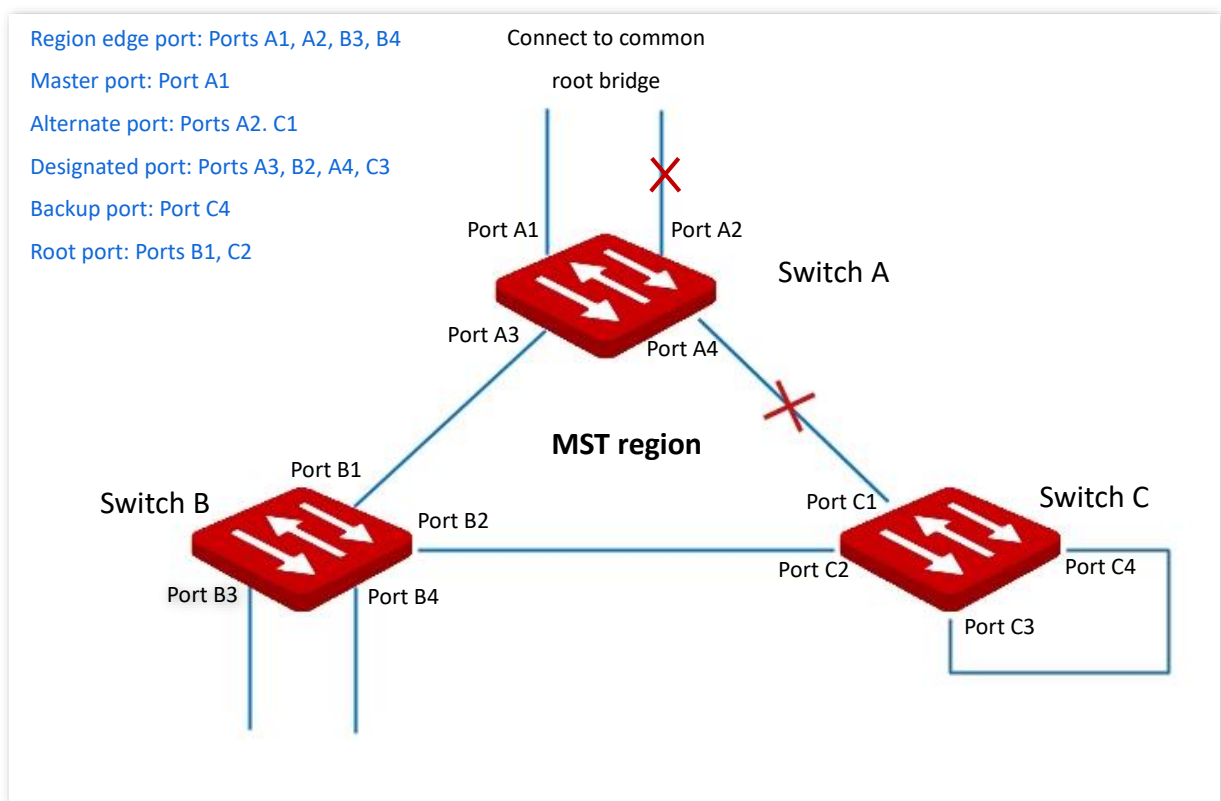 Region edge port: Ports A1, A2, B3, B4
Master port: Port A1
Alternate port: Ports A2. C1
Designated port: Ports A3, B2, A4, C3
Backup port: Port C4
Root port: Ports B1, C2
Connect to common
root bridge
Port A1
Port A2
Switch A
Port A3
Port A4
MST region
Port B1
Switch B
Port B2
Port C1
Switch C
Port C2
Port C4
Port B3
Port B4
Port C3